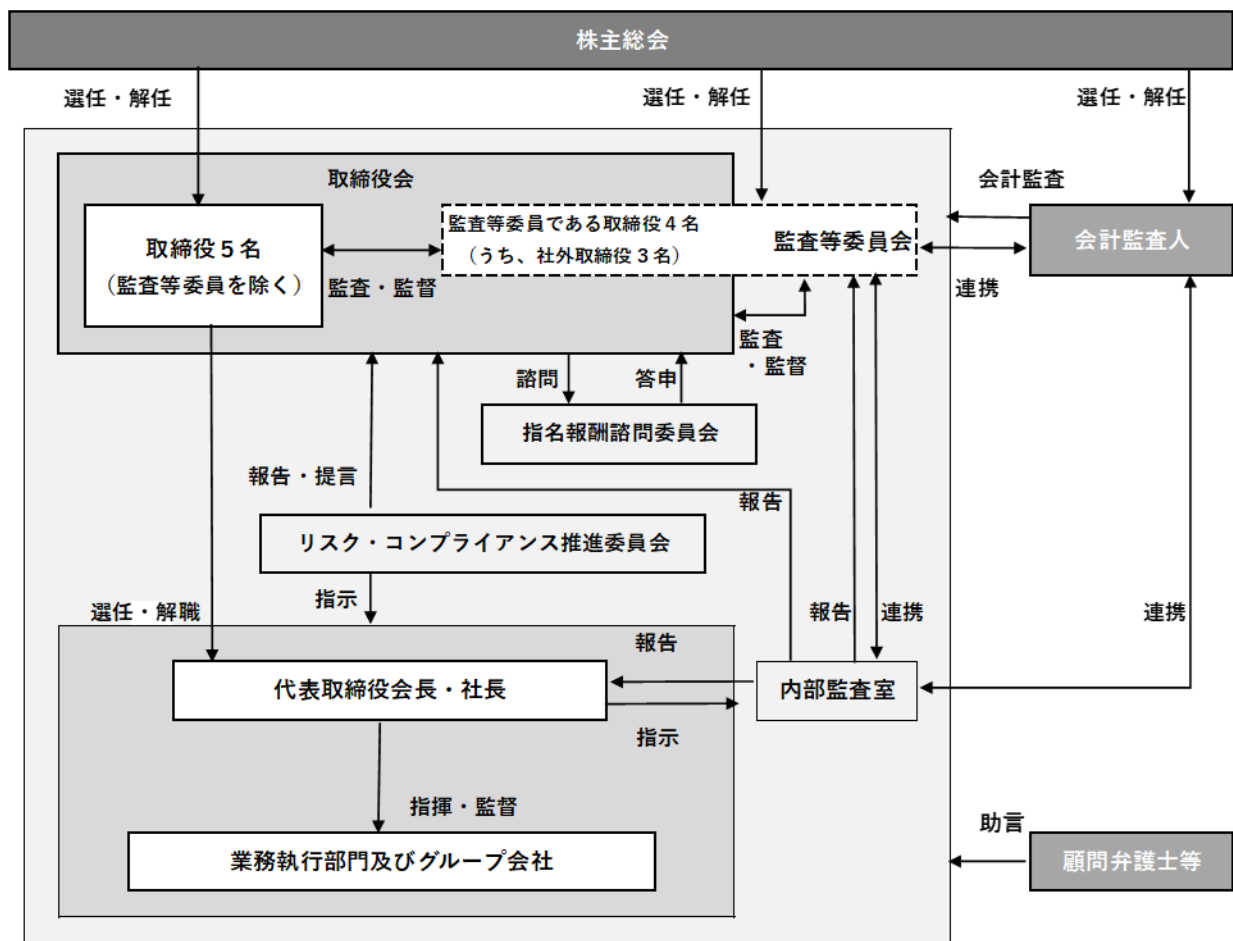 株主総会
選任・解任
選任・解任
選任・解任
取締役会
会計監査
取締役５名
（監査等委員を除く）
監査等委員である取締役４名
（うち、社外取締役３名）
監査等委員会
会計監査人
監査・監督
連携
監査
・監督
諮問
答申
指名報酬諮問委員会
報告・提言
報告
リスク・コンプライアンス推進委員会
指示
選任・解職
報告
連携
連携
報告
代表取締役会長・社長
内部監査室
指示
指揮・監督
助言
業務執行部門及びグループ会社
顧問弁護士等